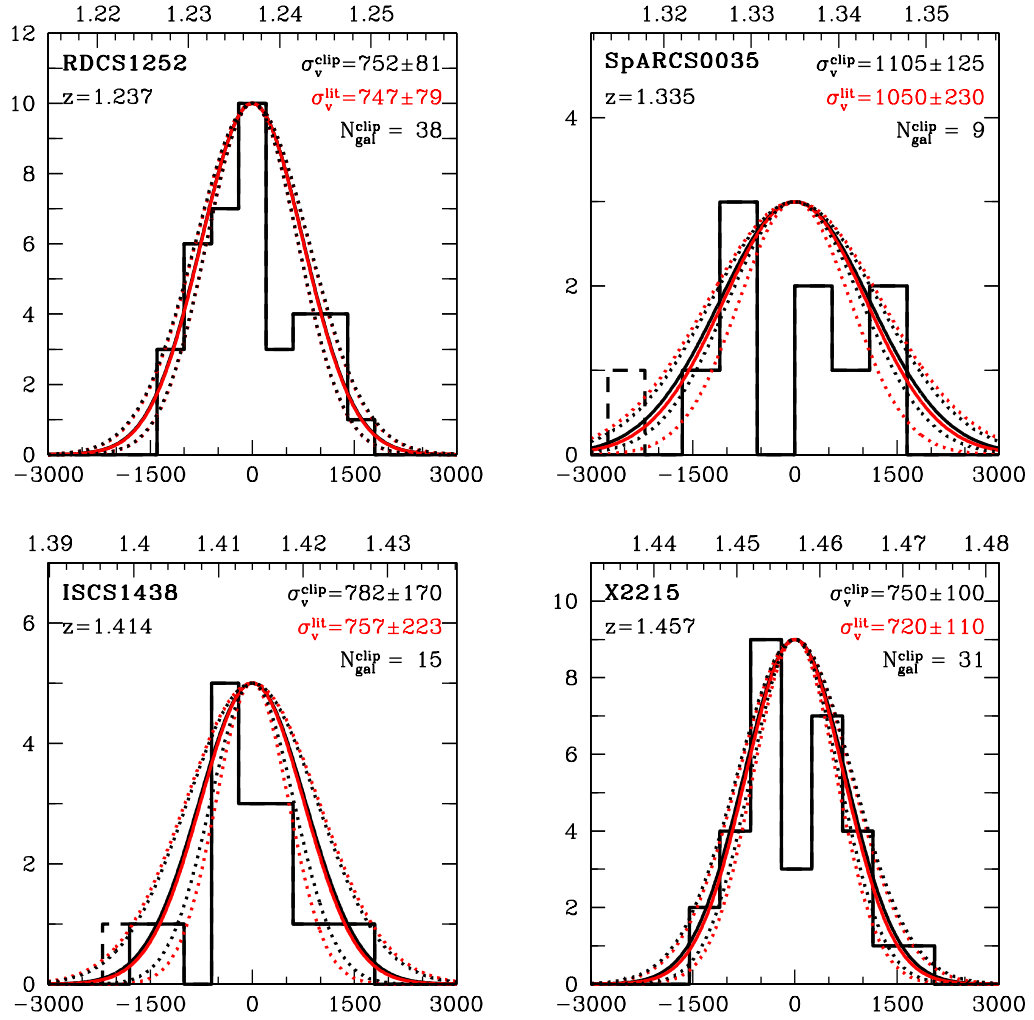 1.22 1.23 1.24 1.25
12
10
8
6
4
2
0
RDCS1252
z=1.237
σ_v^clip=752±81
σ_v^lit=747±79
N_gal^clip = 38
−3000 −1500 0 1500 3000
1.32 1.33 1.34 1.35
4
2
0
SpARCS0035
z=1.335
σ_v^clip=1105±125
σ_v^lit=1050±230
N_gal^clip = 9
−3000 −1500 0 1500 3000
1.39 1.4 1.41 1.42 1.43
6
4
2
0
ISCS1438
z=1.414
σ_v^clip=782±170
σ_v^lit=757±223
N_gal^clip = 15
−3000 −1500 0 1500 3000
1.44 1.45 1.46 1.47 1.48
10
8
6
4
2
0
X2215
z=1.457
σ_v^clip=750±100
σ_v^lit=720±110
N_gal^clip = 31
−3000 −1500 0 1500 3000